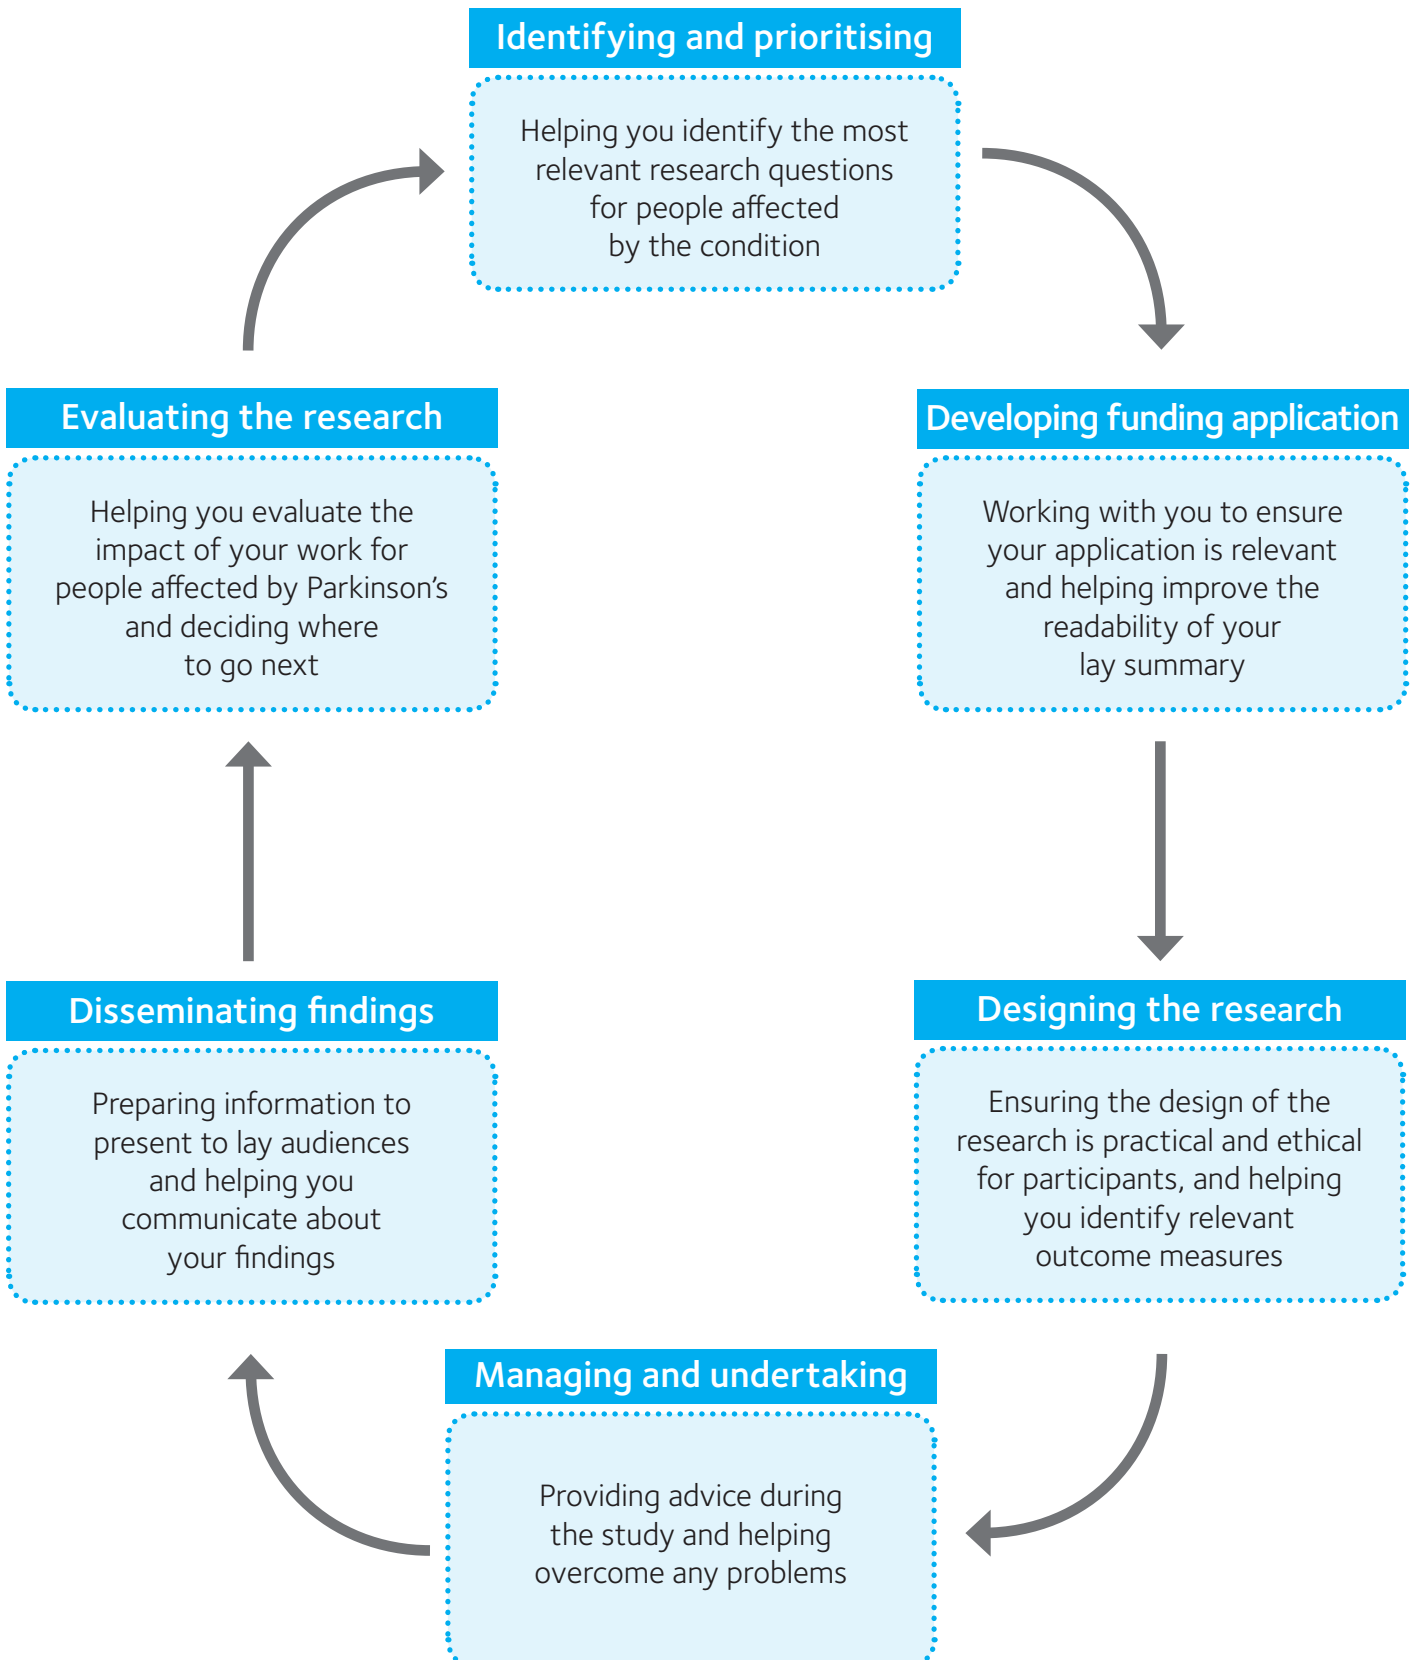 Identifying and prioritising
Helping you identify the most
relevant research questions
for people affected
by the condition
Developing funding application
Working with you to ensure
your application is relevant
and helping improve the
readability of your
lay summary
Designing the research
Ensuring the design of the
research is practical and ethical
for participants, and helping
you identify relevant
outcome measures
Managing and undertaking
Providing advice during
the study and helping
overcome any problems
Disseminating findings
Preparing information to
present to lay audiences
and helping you
communicate about
your findings
Evaluating the research
Helping you evaluate the
impact of your work for
people affected by Parkinson's
and deciding where
to go next